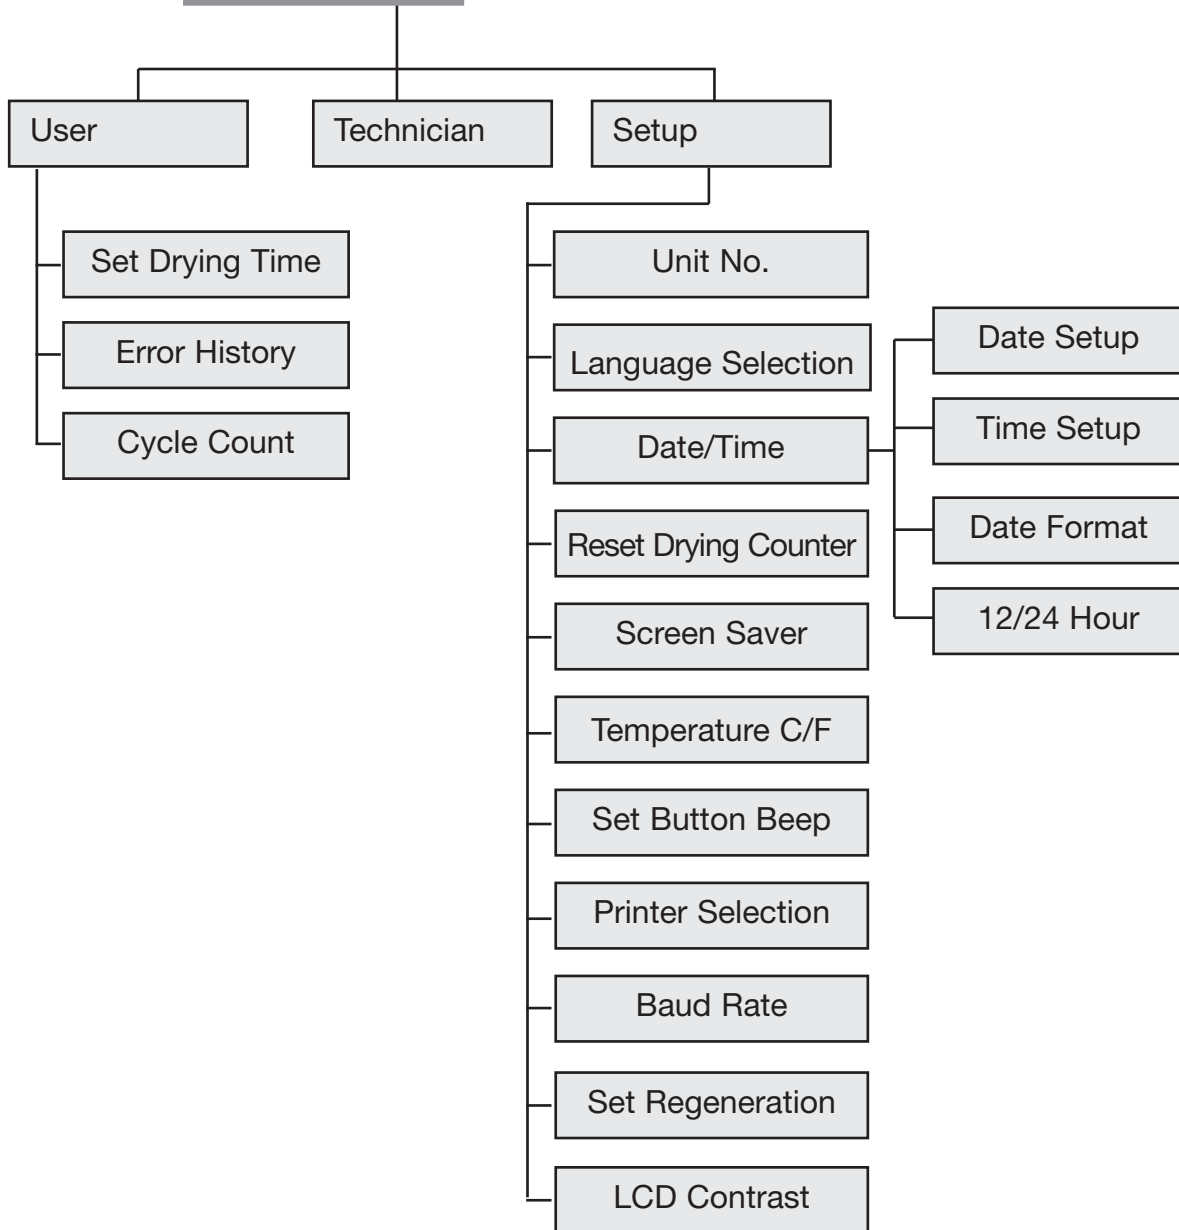 User
Technician
Setup
Set Drying Time
Error History
Cycle Count
Unit No.
Language Selection
Date/Time
Reset Drying Counter
Screen Saver
Temperature C/F
Set Button Beep
Printer Selection
Baud Rate
Set Regeneration
LCD Contrast
Date Setup
Time Setup
Date Format
12/24 Hour